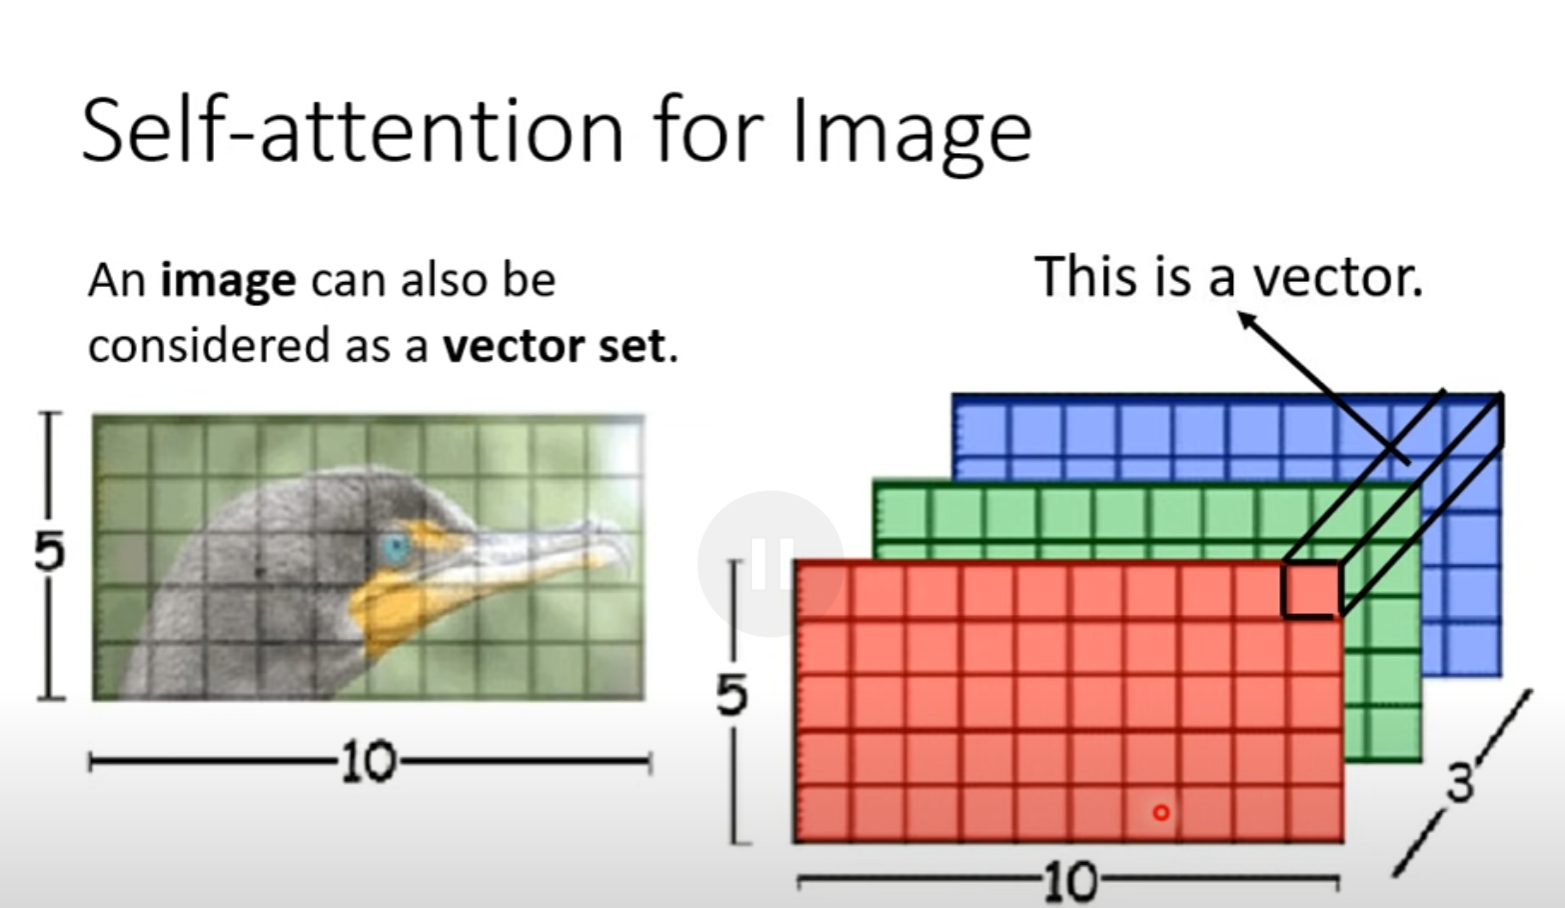 Self-attention for Image
An image can also be
considered as a vector set.
This is a vector.
5
10
5
10
3